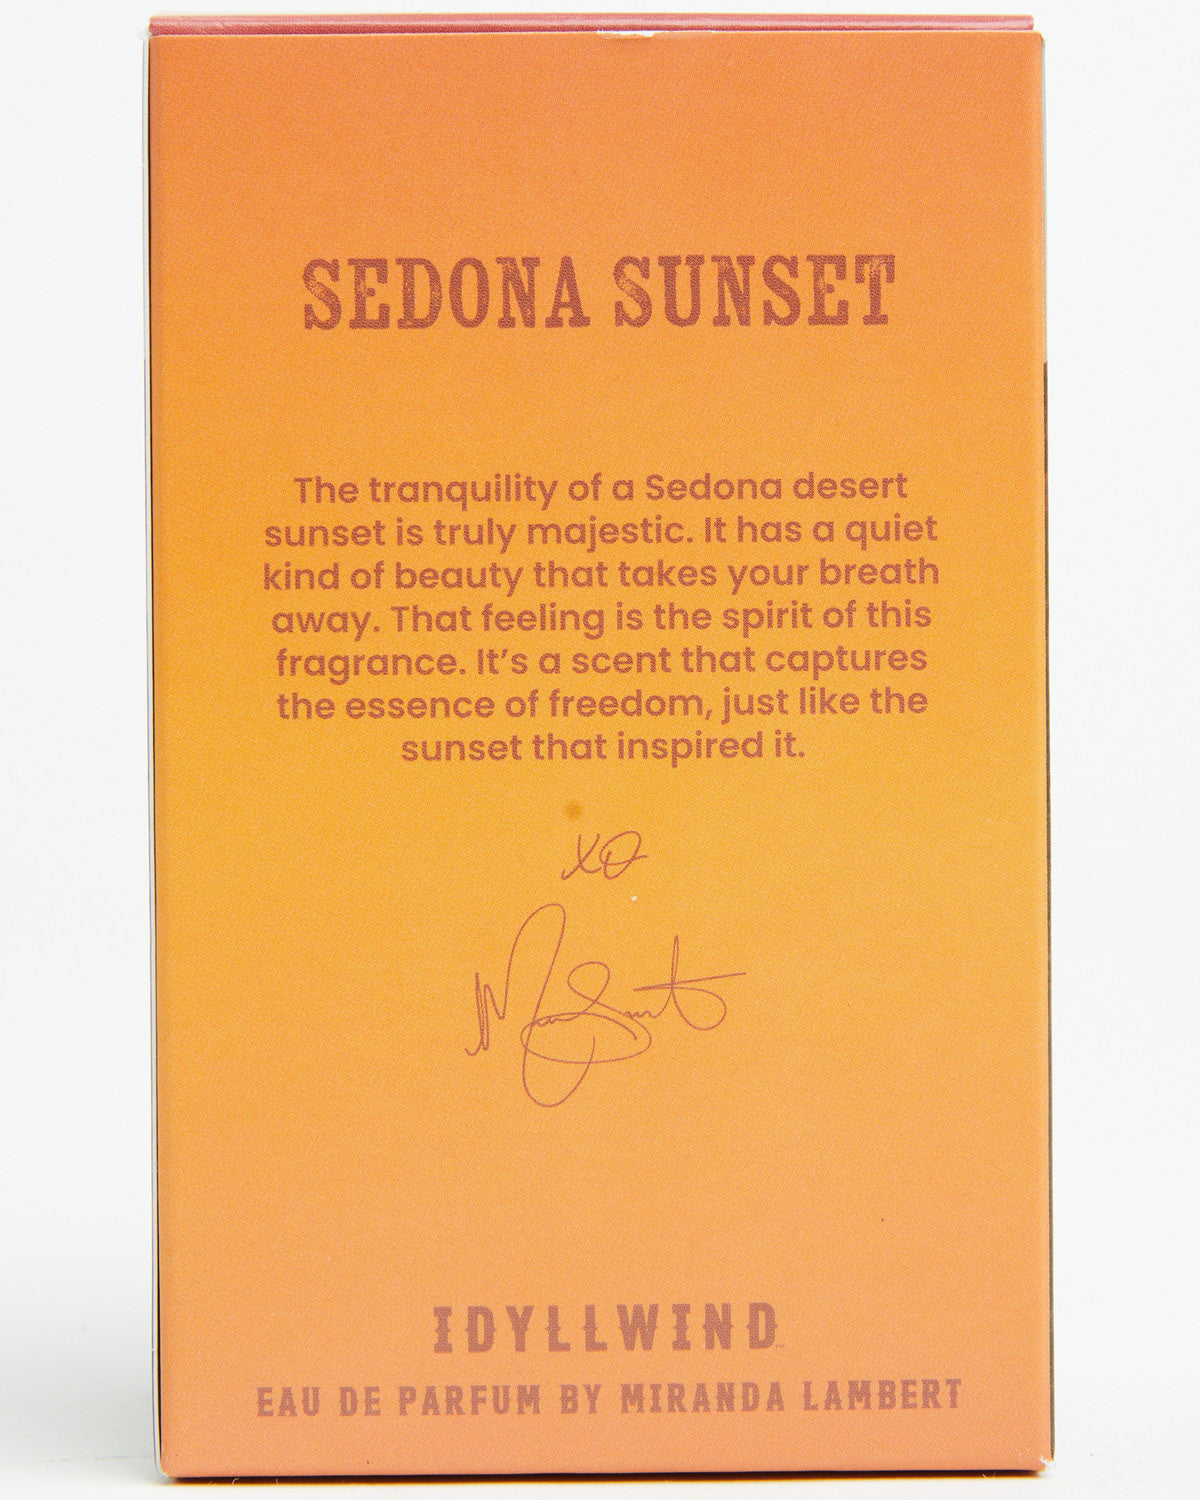 SEDONA SUNSET
The tranquility of a Sedona desert
sunset is truly majestic. It has a quiet
kind of beauty that takes your breath
away. That feeling is the spirit of this
fragrance. It’s a scent that captures
the essence of freedom, just like the
sunset that inspired it.
xo
IDYLLWIND
EAU DE PARFUM BY MIRANDA LAMBERT